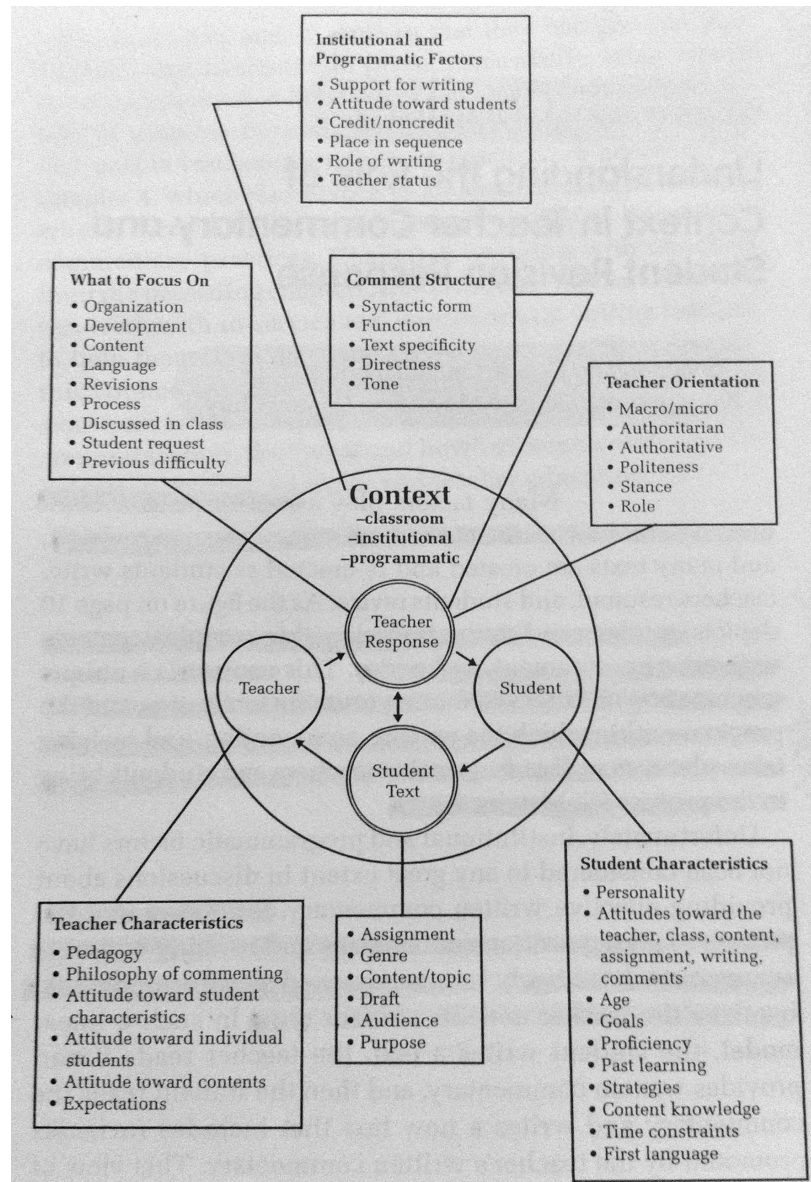 Institutional and
Programmatic Factors
• Support for writing
• Attitude toward students
• Credit/noncredit
• Place in sequence
• Role of writing
• Teacher status
What to Focus On
• Organization
• Development
• Content
• Language
• Revisions
• Process
• Discussed in class
• Student request
• Previous difficulty
Comment Structure
• Syntactic form
• Function
• Text specificity
• Directness
• Tone
Teacher Orientation
• Macro/micro
• Authoritarian
• Authoritative
• Politeness
• Stance
• Role
Context
–classroom
–institutional
–programmatic
Teacher
Response
Teacher
Student
Student
Text
Teacher Characteristics
• Pedagogy
• Philosophy of commenting
• Attitude toward student
characteristics
• Attitude toward individual
students
• Attitude toward contents
• Expectations
• Assignment
• Genre
• Content/topic
• Draft
• Audience
• Purpose
Student Characteristics
• Personality
• Attitudes toward the
teacher, class, content,
assignment, writing,
comments
• Age
• Goals
• Proficiency
• Past learning
• Strategies
• Content knowledge
• Time constraints
• First language